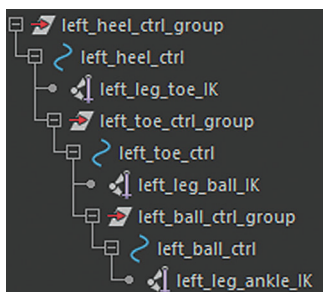 left_heel_ctrl_group
left_heel_ctrl
left_leg_toe_IK
left_toe_ctrl_group
left_toe_ctrl
left_leg_ball_IK
left_ball_ctrl_group
left_ball_ctrl
left_leg_ankle_IK